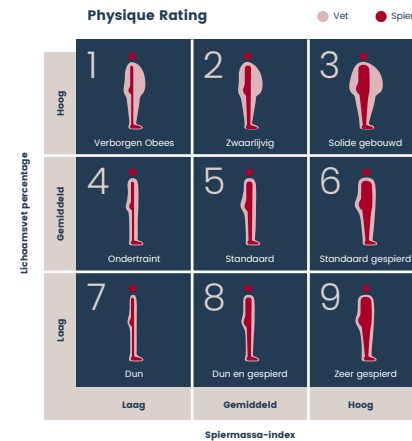 Physique Rating
Vet
Spier
Hoog
1
2
3
Verborgen Obees
Zwaarlijvig
Solide gebouwd
Lichaamsvet percentage
Gemiddeld
4
5
6
Ondertraint
Standaard
Standaard gespierd
Laag
7
8
9
Dun
Dun en gespierd
Zeer gespierd
Laag
Gemiddeld
Hoog
Spiermassa-index